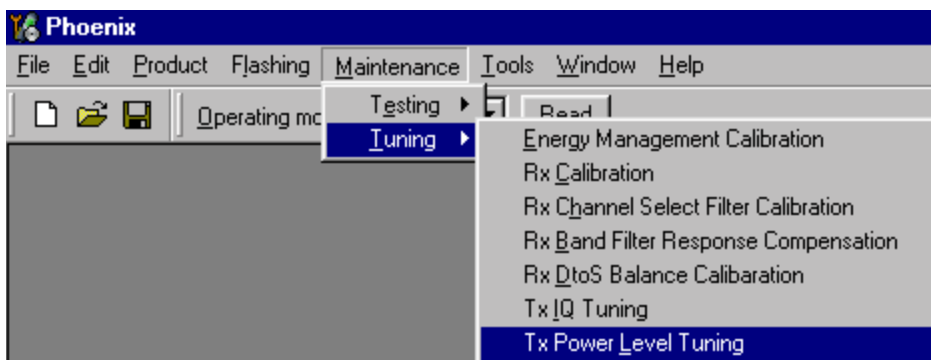 Phoenix
File Edit Product Flashing Maintenance Tools Window Help
Operating mo Read
Testing
Tuning
Energy Management Calibration
Rx Calibration
Rx Channel Select Filter Calibration
Rx Band Filter Response Compensation
Rx DtoS Balance Calibaration
Tx IQ Tuning
Tx Power Level Tuning